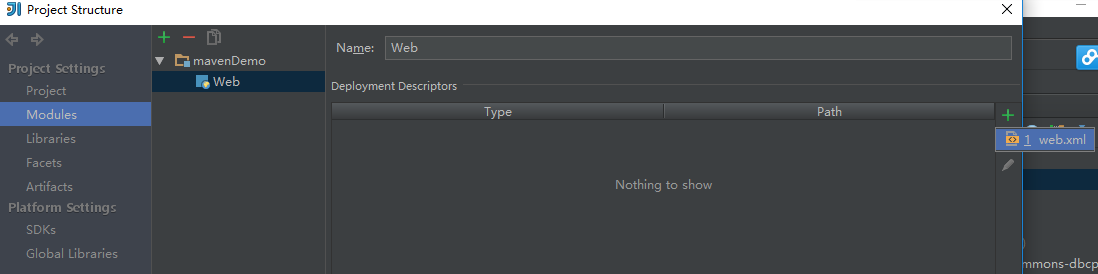 Project Structure
Name: Web
mavenDemo
Project Settings
Web
Project
Deployment Descriptors
Modules
Type Path
Libraries
1 web.xml
Facets
Artifacts
Nothing to show
Platform Settings
SDKs
Global Libraries
mmons-dbcp